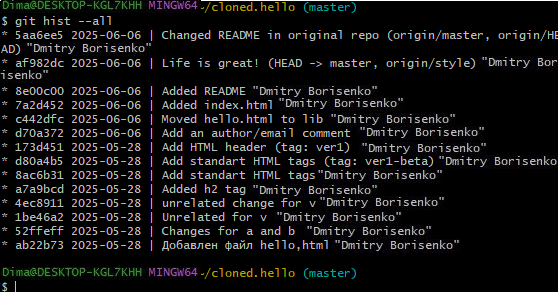 Dima@DESKTOP-KGL7KHH MINGW64 ~/cloned.hello (master)
$ git hist --all
* 5aa6ee5 2025-06-06 | Changed README in original repo (origin/master, origin/HE
AD) "Dmitry Borisenko"
* af982dc 2025-06-06 | Life is great! (HEAD -> master, origin/style) "Dmitry Bor
isenko"
* 8e00c00 2025-06-06 | Added README "Dmitry Borisenko"
* 7a2d452 2025-06-06 | Added index.html "Dmitry Borisenko"
* c442dfc 2025-06-06 | Moved hello.html to lib "Dmitry Borisenko"
* d70a372 2025-06-06 | Add an author/email comment "Dmitry Borisenko"
* 173d451 2025-05-28 | Add HTML header (tag: ver1) "Dmitry Borisenko"
* d80a4b5 2025-05-28 | Add standart HTML tags (tag: ver1-beta) "Dmitry Borisenko"
* 8ac6b31 2025-05-28 | Add standart HTML tags "Dmitry Borisenko"
* a7a9bcd 2025-05-28 | Added h2 tag "Dmitry Borisenko"
* 4ec8911 2025-05-28 | unrelated change for v "Dmitry Borisenko"
* 1be46a2 2025-05-28 | Unrelated for v "Dmitry Borisenko"
* 52ffeff 2025-05-28 | Changes for a and b "Dmitry Borisenko"
* ab22b73 2025-05-28 | Добавлен файл hello,html "Dmitry Borisenko"
Dima@DESKTOP-KGL7KHH MINGW64 ~/cloned.hello (master)
$